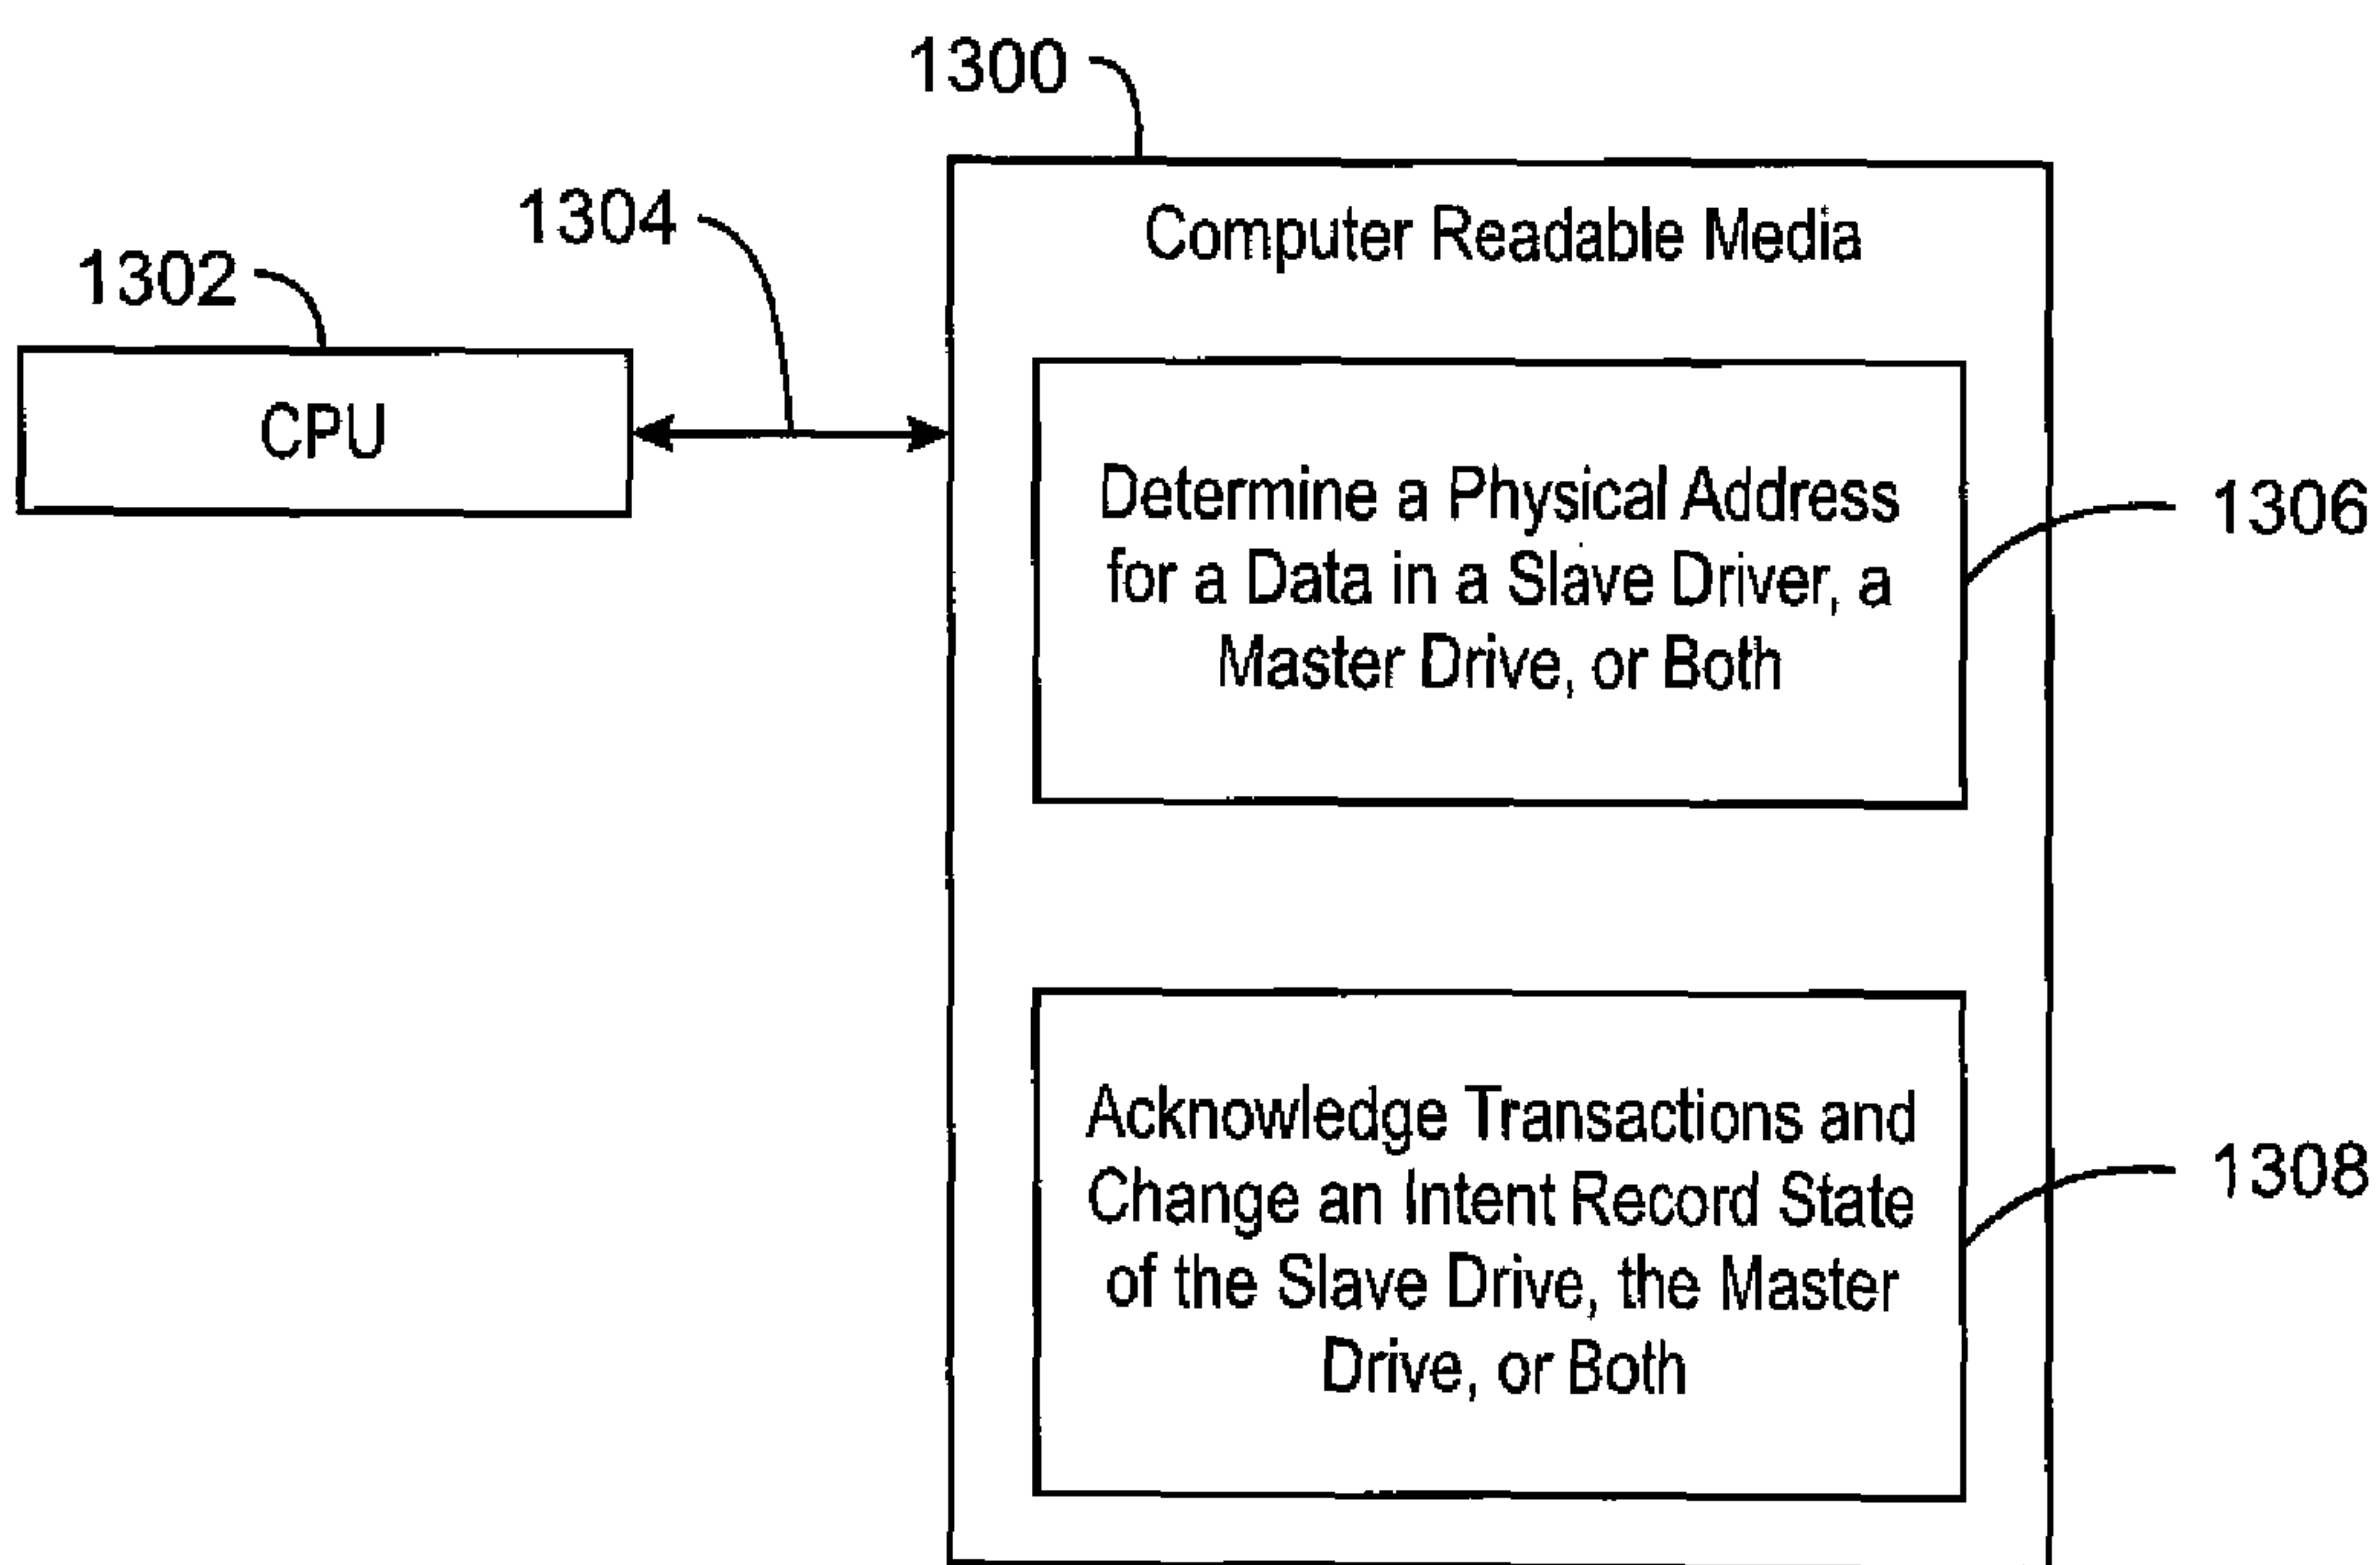 1300
1304
Computer Readable Media
1302
CPU
Determine a Physical Address
for a Data in a Slave Driver, a
Master Drive, or Both
1306
Acknowledge Transactions and
Change an Intent Record State
of the Slave Drive, the Master
Drive, or Both
1308